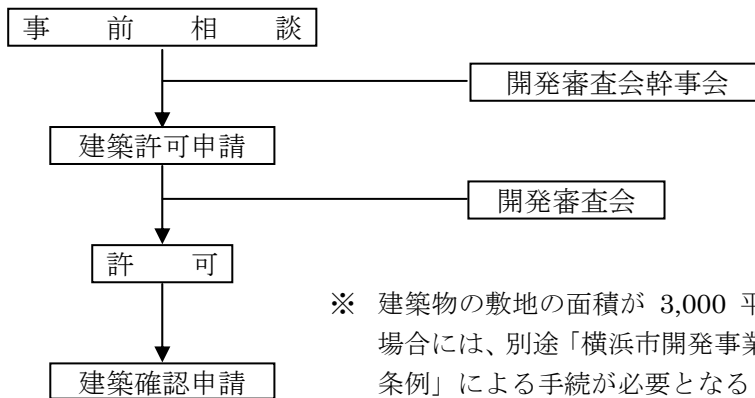 事前相談
開発審査会幹事会
建築許可申請
開発審査会
許可
※ 建築物の敷地の面積が 3,000 平
場合には、別途「横浜市開発事業
建築確認申請
条例」による手続が必要となる